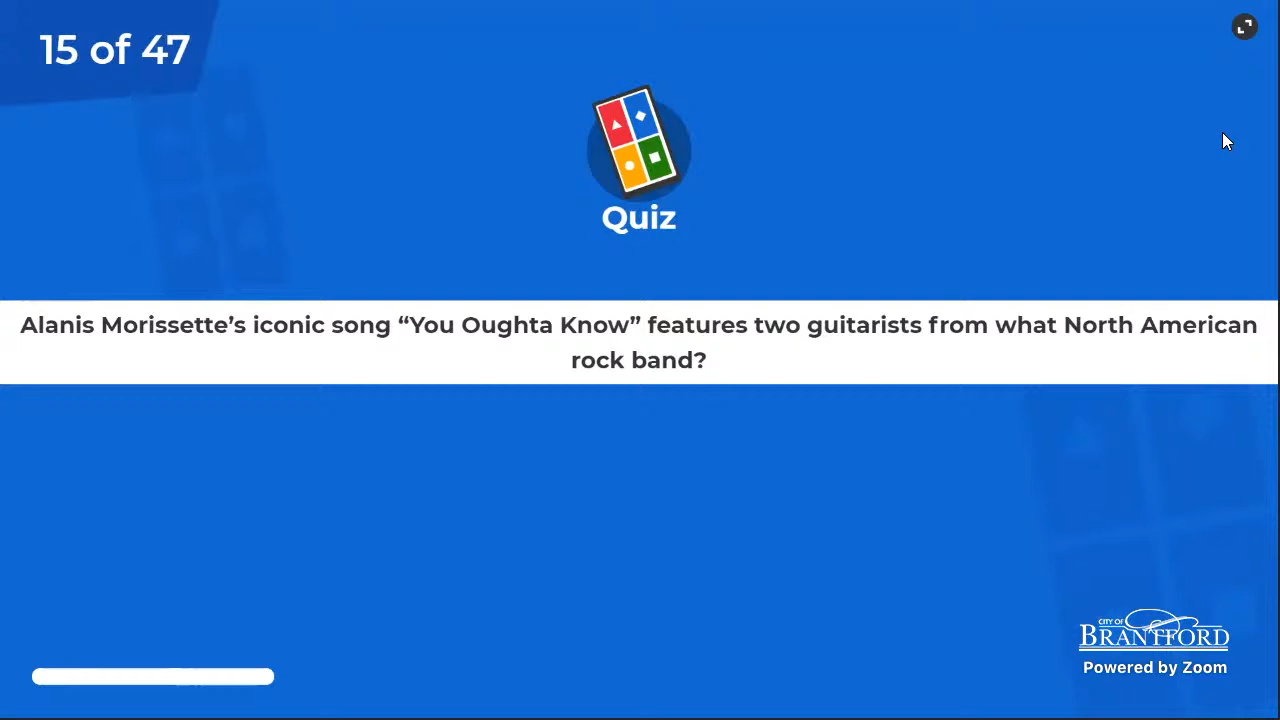 15 of 47
Quiz
Alanis Morissette’s iconic song “You Oughta Know” features two guitarists from what North American
rock band?
CITY OF
BRANTFORD
Powered by Zoom